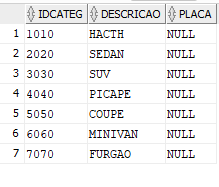 IDCATEG DESCRICAO PLACA
1 1010 HACTH NULL
2 2020 SEDAN NULL
3 3030 SUV NULL
4 4040 PICAPE NULL
5 5050 COUPE NULL
6 6060 MINIVAN NULL
7 7070 FURGAO NULL